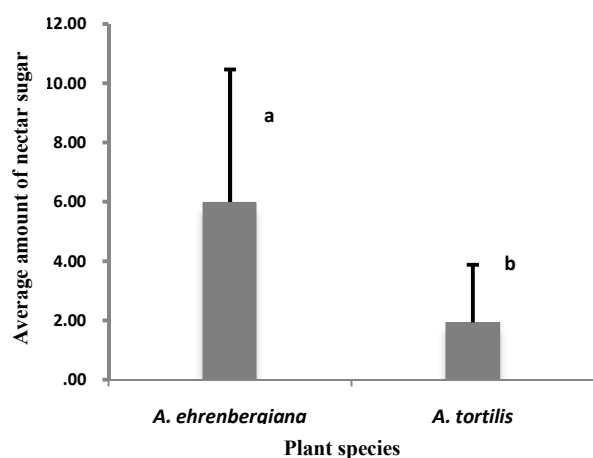 Average amount of nectar sugar
12.00
10.00
8.00
6.00
4.00
2.00
.00
a
b
A. ehrenbergiana
A. tortilis
Plant species